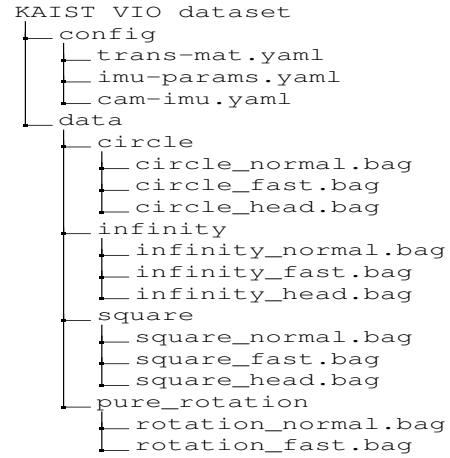 KAIST VIO dataset
config
trans-mat.yaml
imu-params.yaml
cam-imu.yaml
data
circle
circle_normal.bag
circle_fast.bag
circle_head.bag
infinity
infinity_normal.bag
infinity_fast.bag
infinity_head.bag
square
square_normal.bag
square_fast.bag
square_head.bag
pure_rotation
rotation_normal.bag
rotation_fast.bag